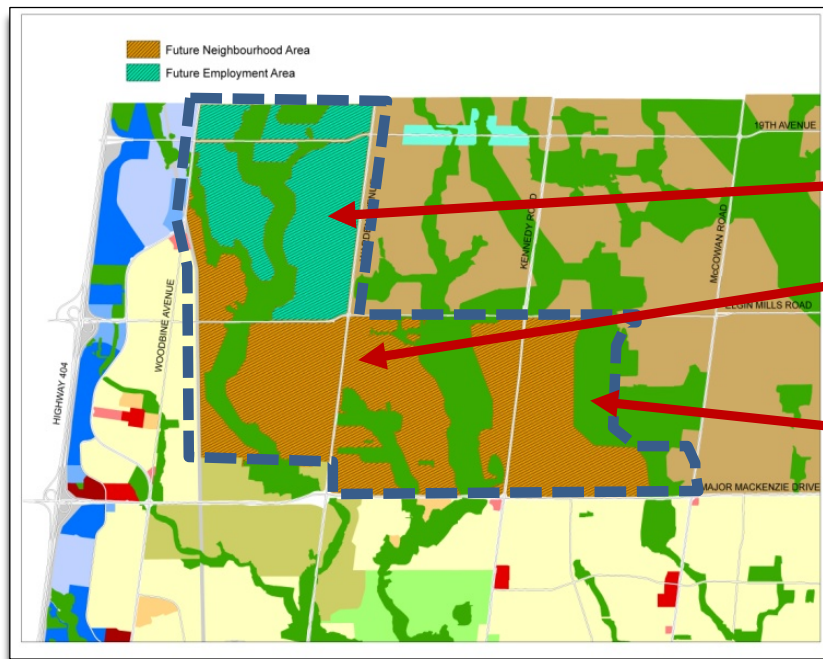 Future Neighbourhood Area
Future Employment Area
19TH AVENUE
KENNEDY ROAD
McCOWAN ROAD
ELGIN MILLS ROAD
WOODBINE AVENUE
HIGHWAY 404
MAJOR MACKENZIE DRIVE